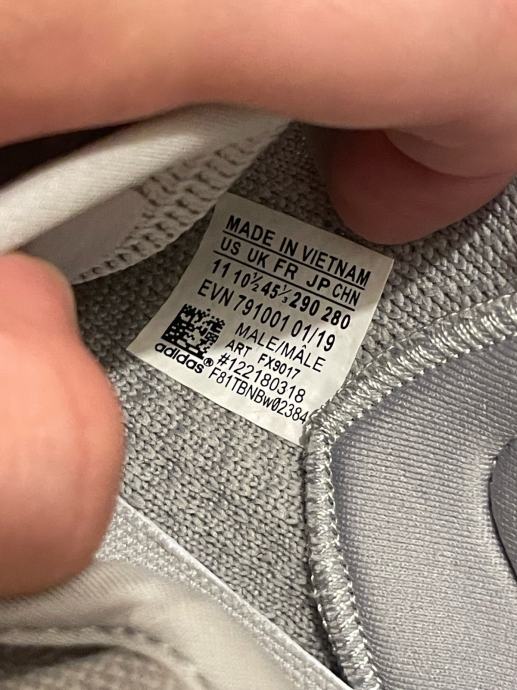 MADE IN VIETNAM
US UK FR JP CHN
11 10½ 45⅓ 290 280
EVN 791001 01/19
MALE/MÂLE
ART FX9017
adidas® #122180318
F81TBNBW02384